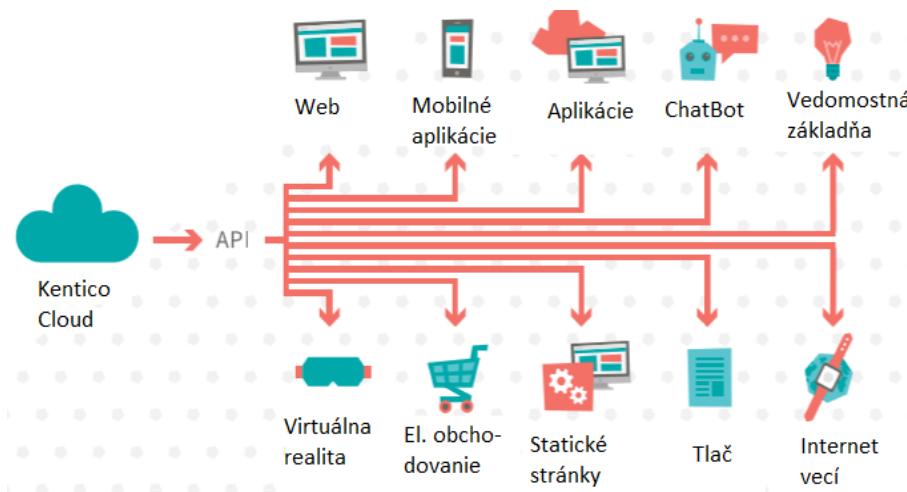 Web
Mobilné
aplikácie
Aplikácie
ChatBot
Vedomostná
základňa
Kentico
Cloud
API
Virtuálna
realita
El. obcho-
dovanie
Statické
stránky
Tlač
Internet
vecí